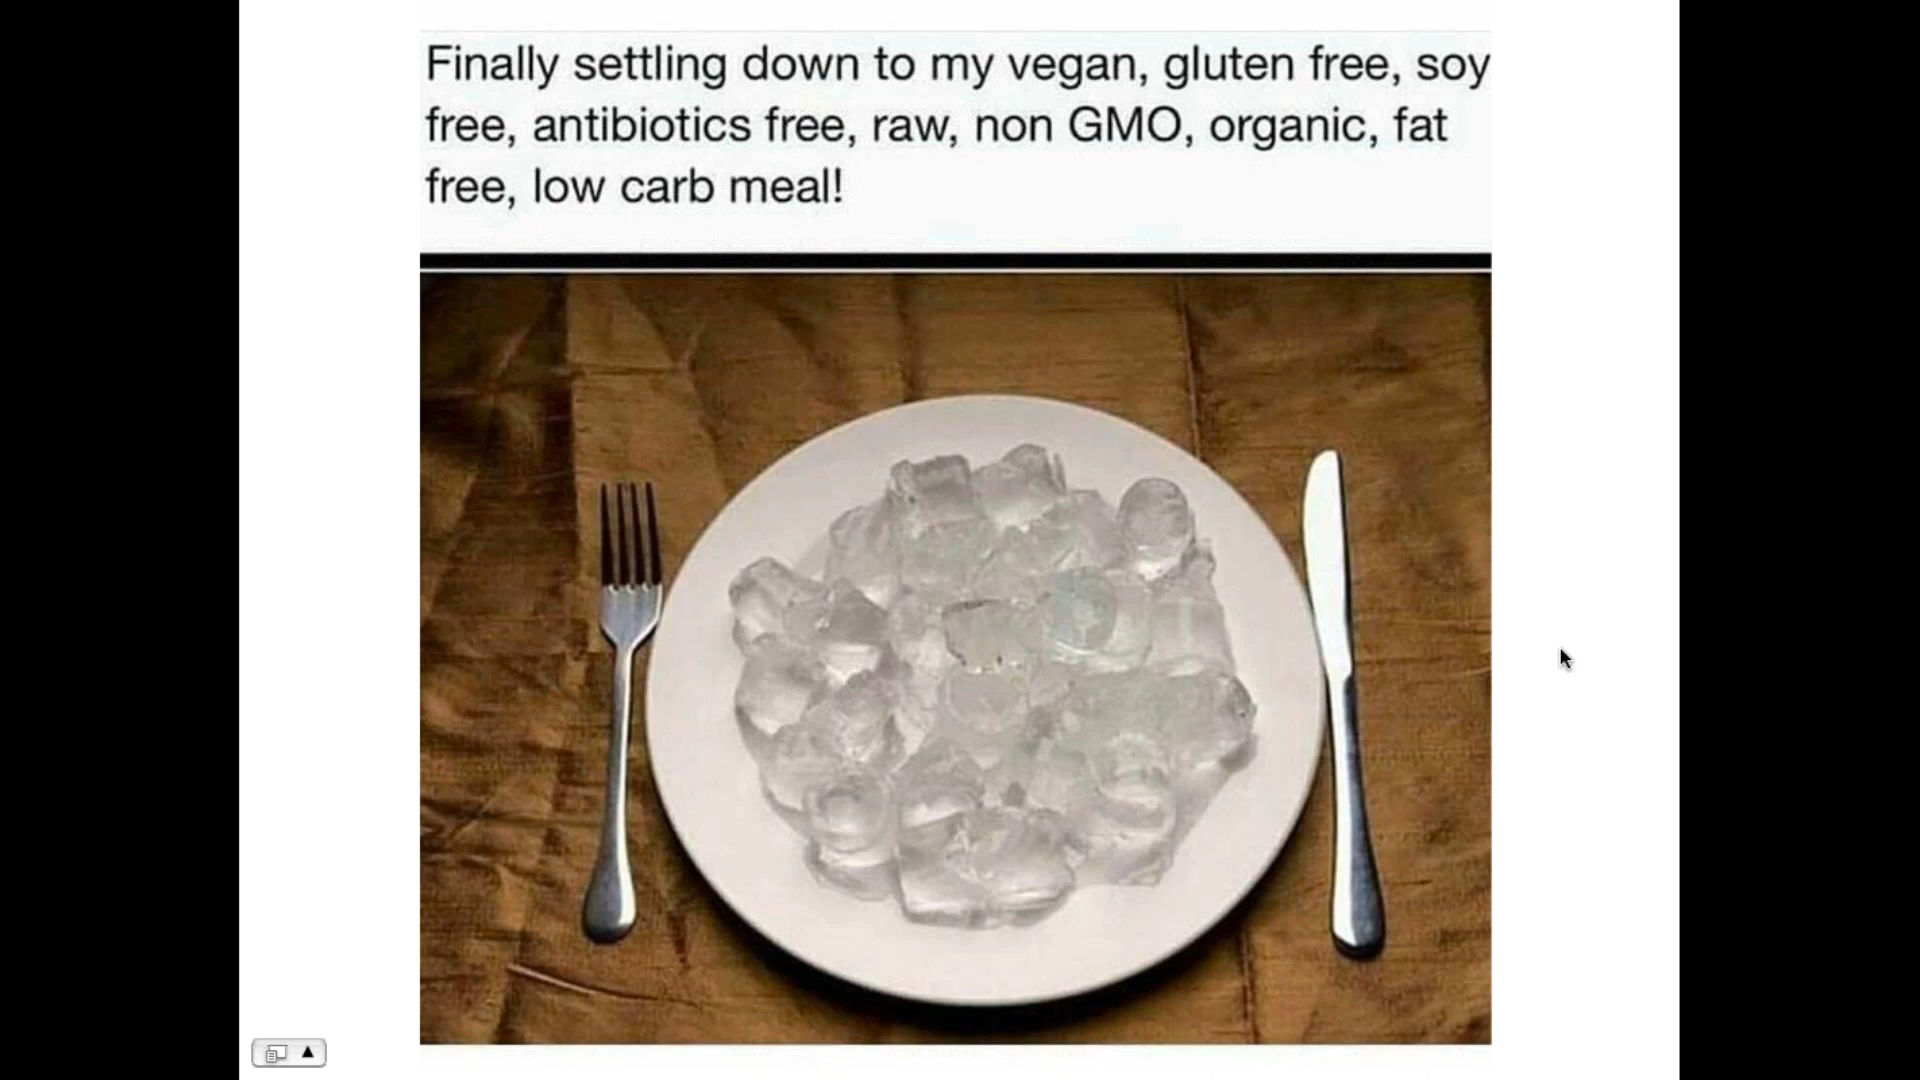 Finally settling down to my vegan, gluten free, soy
free, antibiotics free, raw, non GMO, organic, fat
free, low carb meal!